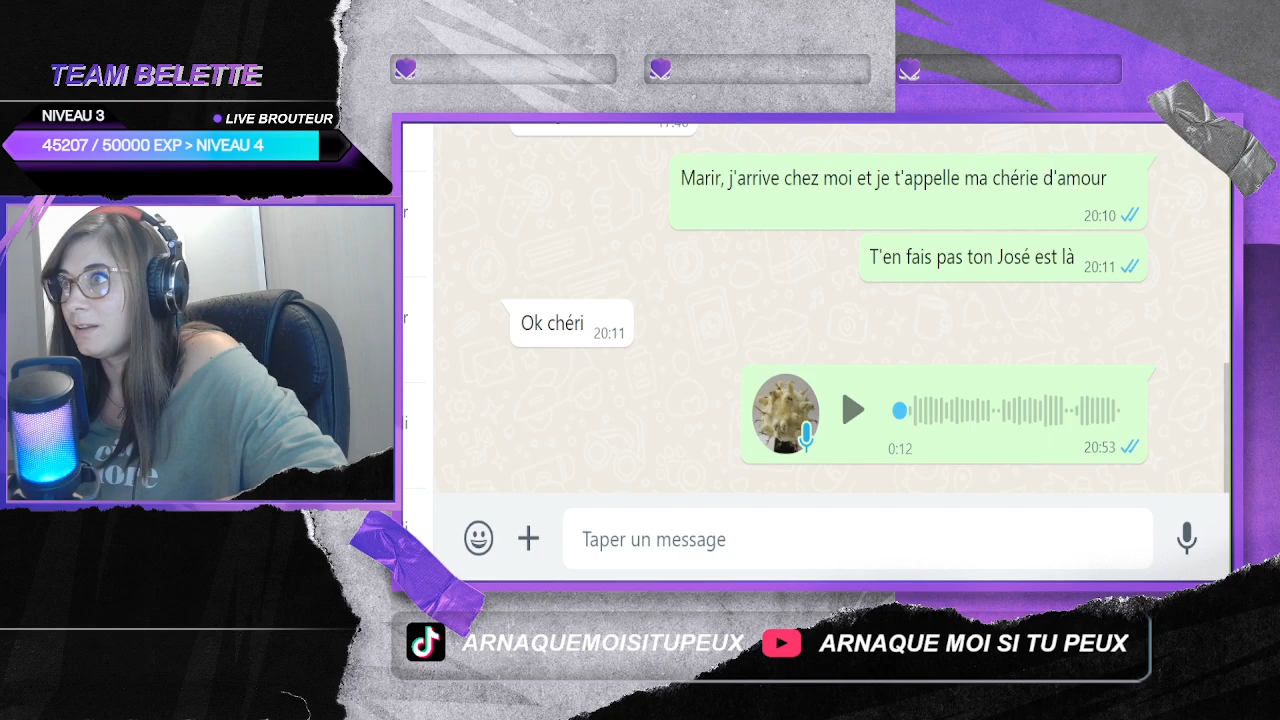 TEAM BELETTE
NIVEAU 3
LIVE BROUTEUR
45207 / 50000 EXP > NIVEAU 4
Marir, j'arrive chez moi et je t'appelle ma chérie d'amour
20:10
T'en fais pas ton José est là
20:11
Ok chéri
20:11
0:12
20:53
Taper un message
ARNAQUEMOISITUPEUX
ARNAQUE MOI SI TU PEUX